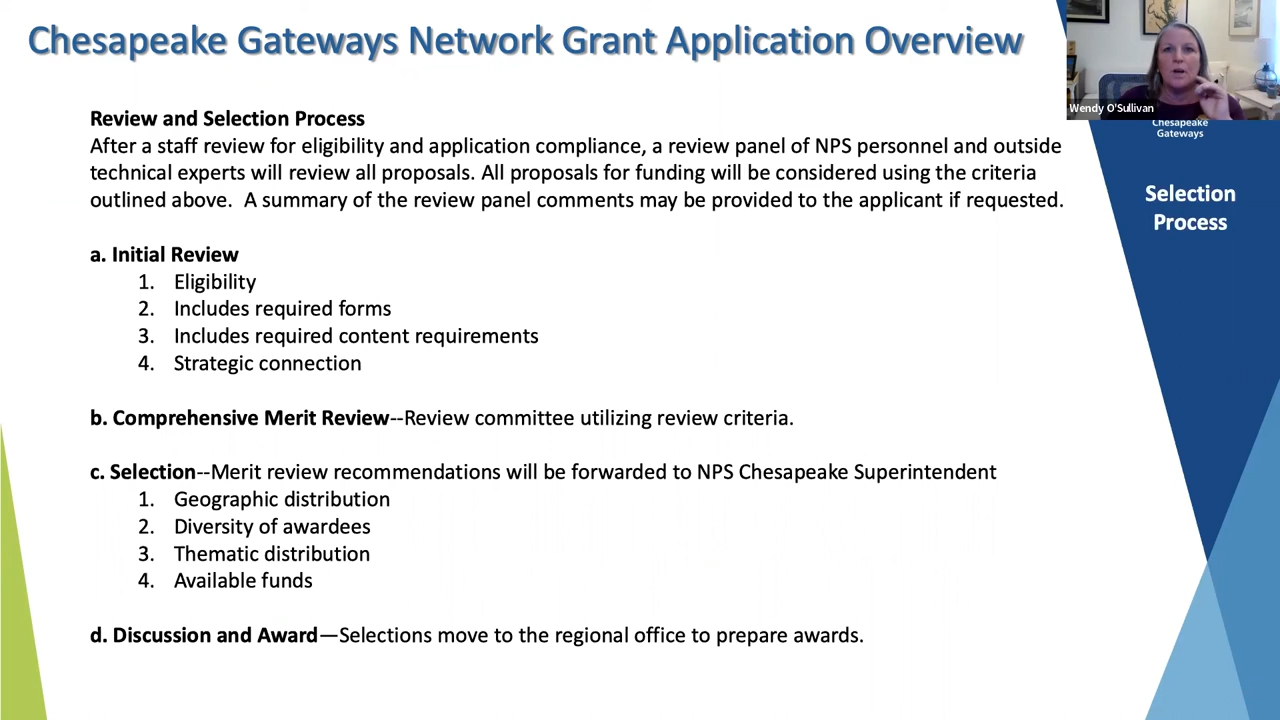 Chesapeake Gateways Network Grant Application Overview
Wendy O'Sullivan
Chesapeake
Gateways
Selection
Process
Review and Selection Process
After a staff review for eligibility and application compliance, a review panel of NPS personnel and outside
technical experts will review all proposals. All proposals for funding will be considered using the criteria
outlined above.  A summary of the review panel comments may be provided to the applicant if requested.
a. Initial Review
1. Eligibility
2. Includes required forms
3. Includes required content requirements
4. Strategic connection
b. Comprehensive Merit Review--Review committee utilizing review criteria.
c. Selection--Merit review recommendations will be forwarded to NPS Chesapeake Superintendent
1. Geographic distribution
2. Diversity of awardees
3. Thematic distribution
4. Available funds
d. Discussion and Award—Selections move to the regional office to prepare awards.